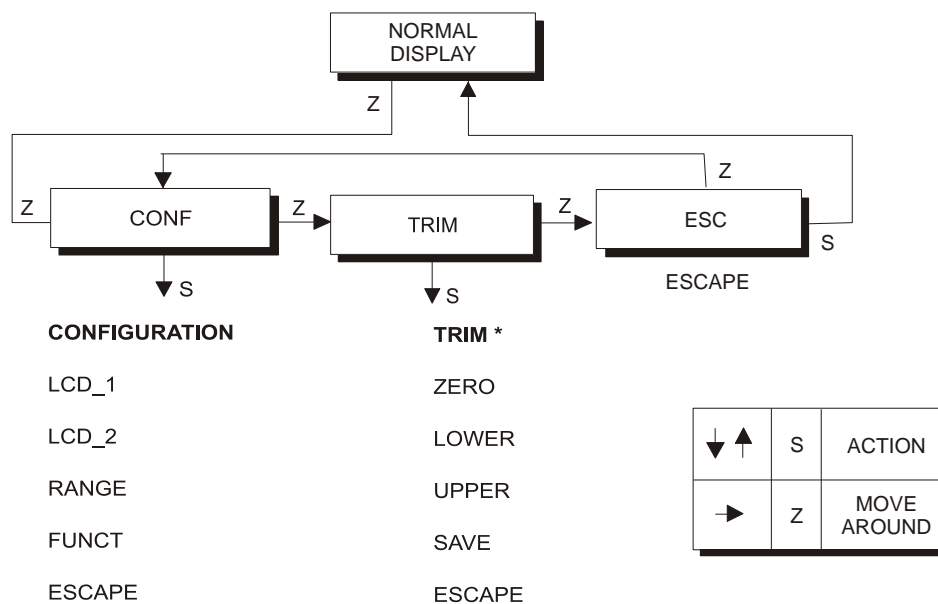 NORMAL
DISPLAY
Z
Z
Z
CONF
Z
TRIM
Z
ESC
S
ESCAPE
S
S
CONFIGURATION
LCD_1
LCD_2
RANGE
FUNCT
ESCAPE
TRIM *
ZERO
LOWER
UPPER
SAVE
ESCAPE
S
ACTION
Z
MOVE
AROUND